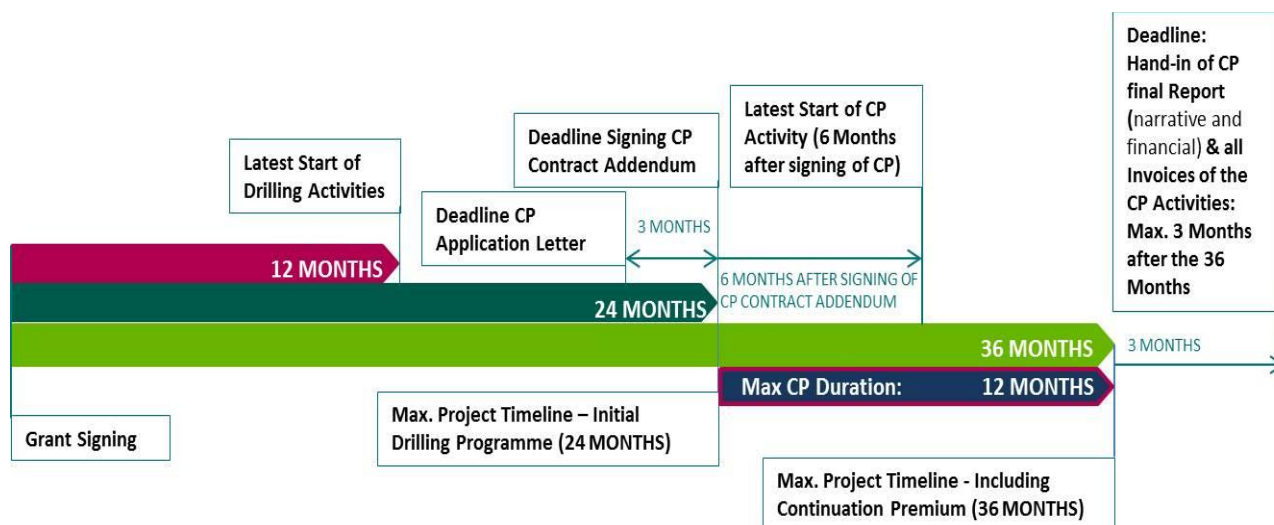 Deadline:
Hand-in of CP
final Report
(narrative and
financial) & all
Invoices of the
CP Activities:
Max. 3 Months
after the 36
Months
Latest Start of CP
Activity (6 Months
after signing of CP)
Deadline Signing CP
Contract Addendum
Latest Start of
Drilling Activities
Deadline CP
Application Letter
3 MONTHS
12 MONTHS
6 MONTHS AFTER SIGNING OF
CP CONTRACT ADDENDUM
24 MONTHS
36 MONTHS
3 MONTHS
Max CP Duration: 12 MONTHS
Max. Project Timeline – Initial
Drilling Programme (24 MONTHS)
Grant Signing
Max. Project Timeline - Including
Continuation Premium (36 MONTHS)